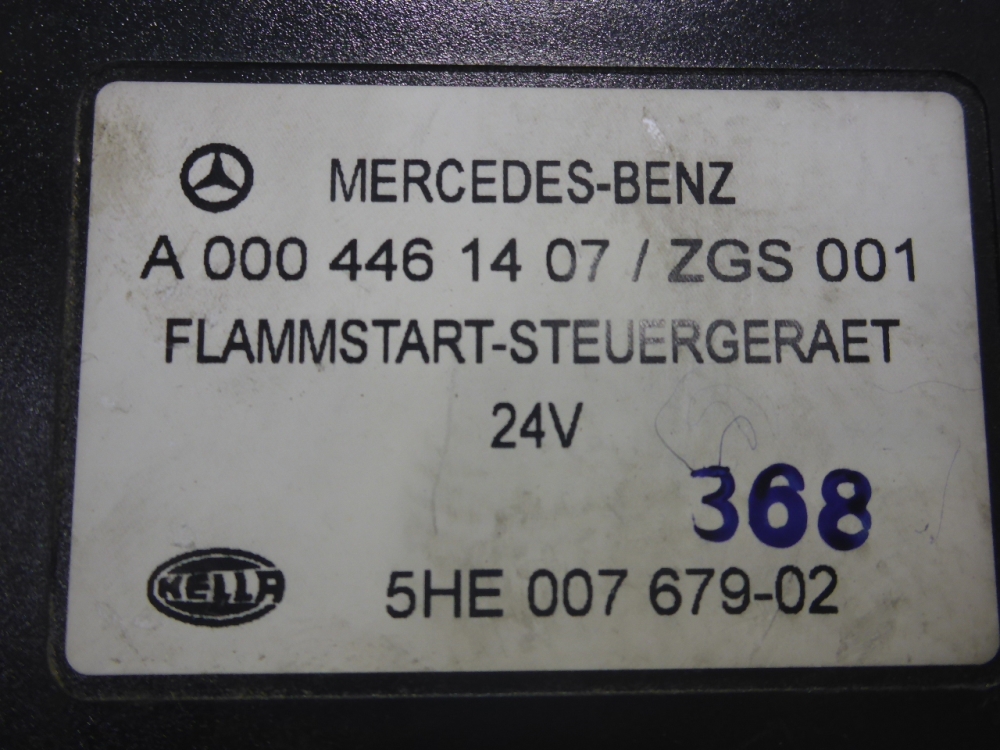 MERCEDES-BENZ
A 000 446 14 07 / ZGS 001
FLAMMSTART-STEUERGERAET
24V
368
HELLA
5HE 007 679-02